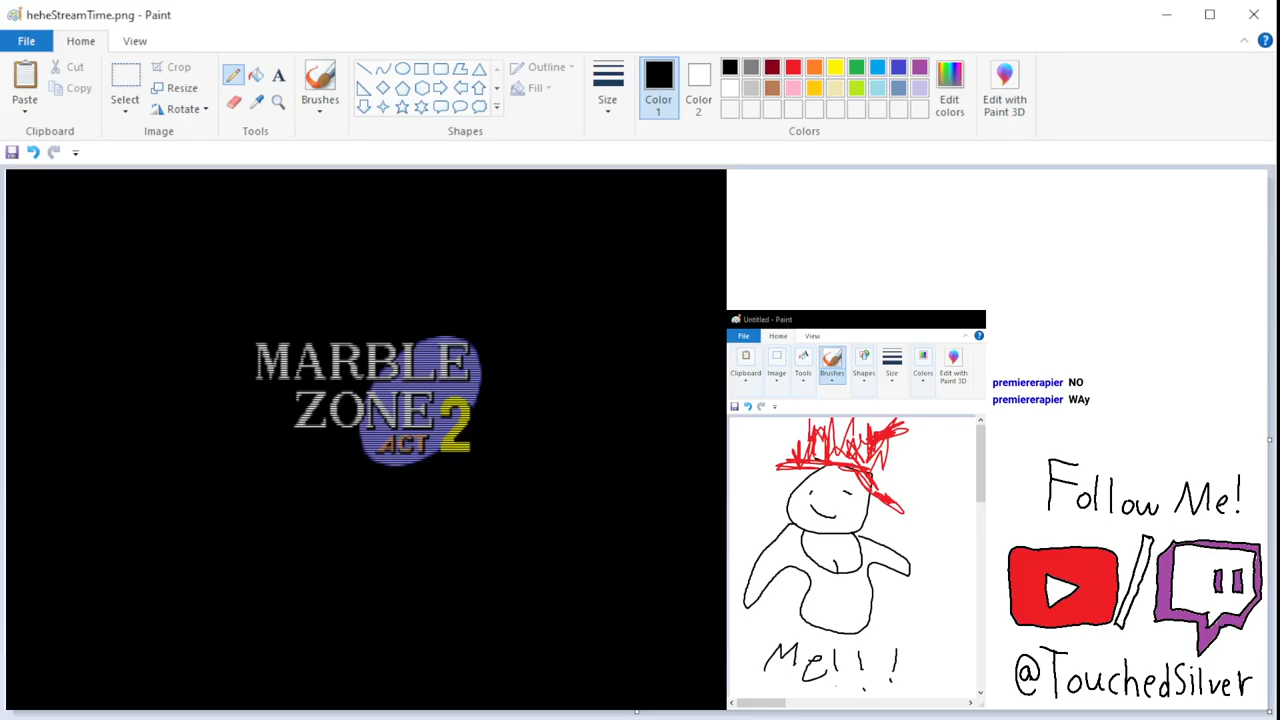 heheStreamTime.png - Paint
File Home View
Paste
Cut
Copy
Clipboard
Select
Crop
Resize
Rotate
Image
Tools
Brushes
Outline
Fill
Shapes
Size
Color 1
Color 2
Edit colors
Colors
Edit with Paint 3D
MARBLE
ZONE
ACT 2
Untitled - Paint
File Home View
Clipboard Image Tools Brushes Shapes Size Colors Edit with Paint 3D
Me!!!
premiererapier NO
premiererapier WAy
Follow Me!
@TouchedSilver